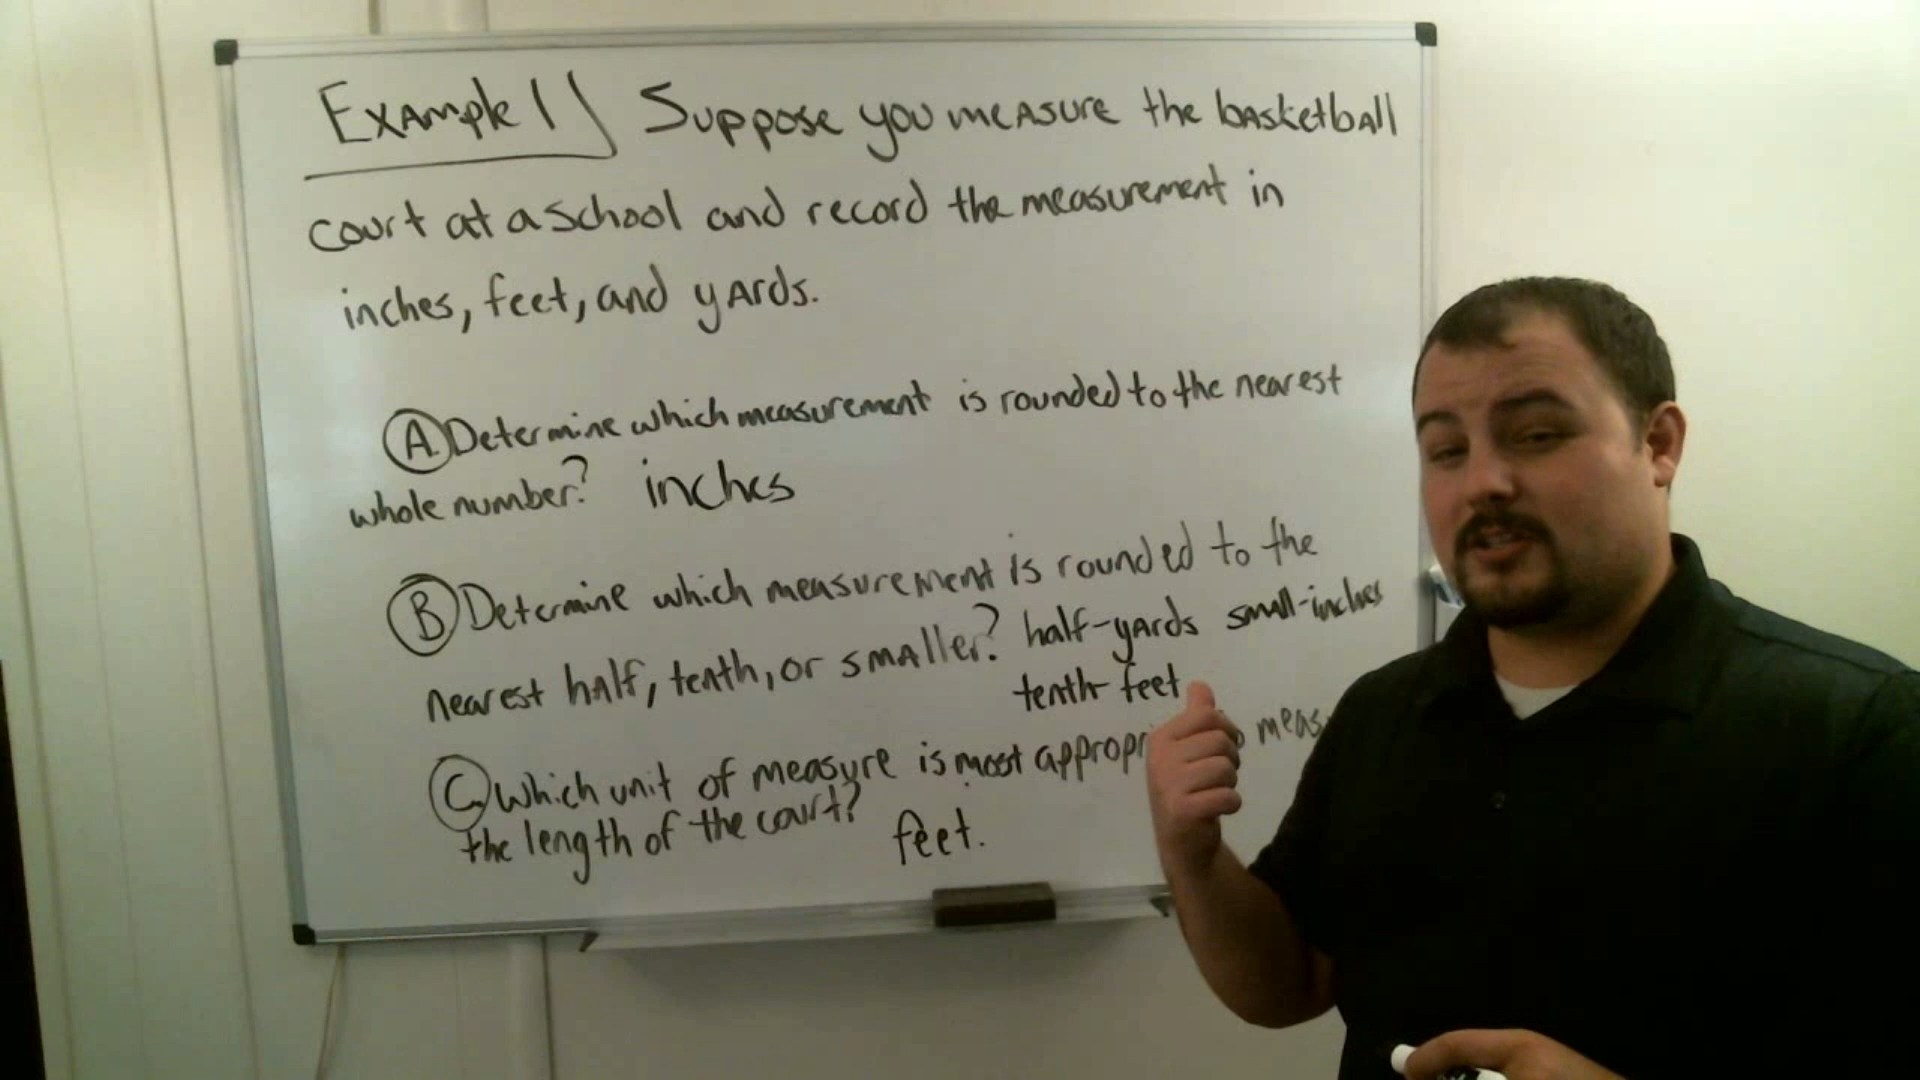 Example 1) Suppose you measure the basketball
court at a school and record the measurement in
inches, feet, and yards.
A. Determine which measurement is rounded to the nearest
whole number? inches
B. Determine which measurement is rounded to the
nearest half, tenth, or smaller? half-yards small-inches
tenth-feet
C. Which unit of measure is most
the length of the court? feet.